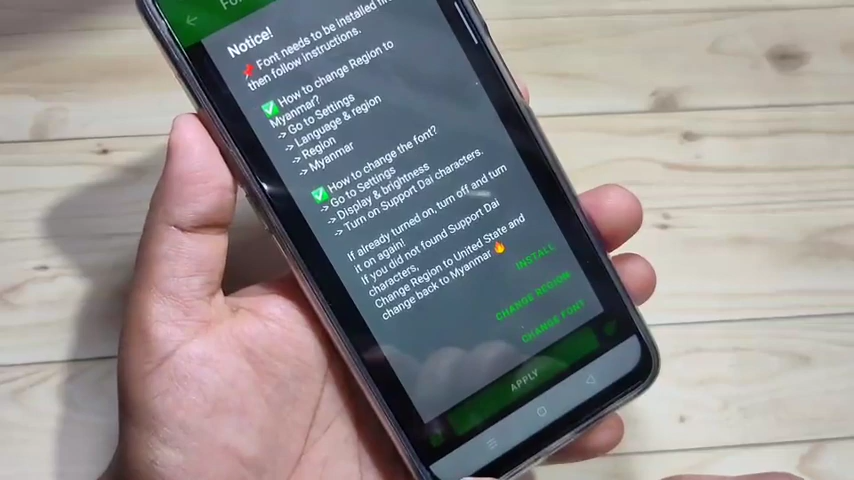 Notice!
📌 Font needs to be installed
then follow instructions.
✅ How to change Region to
Myanmar?
-> Go to Settings
-> Language & region
-> Region
-> Myanmar
✅ How to change the font?
-> Go to Settings
-> Display & brightness
-> Turn on Support Dai characters.
If already turned on, turn off and turn
it on again!
If you did not found Support Dai
characters,
Change Region to United State and
change back to Myanmar 🔥
INSTALL
CHANGE REGION
CHANGE FONT
APPLY